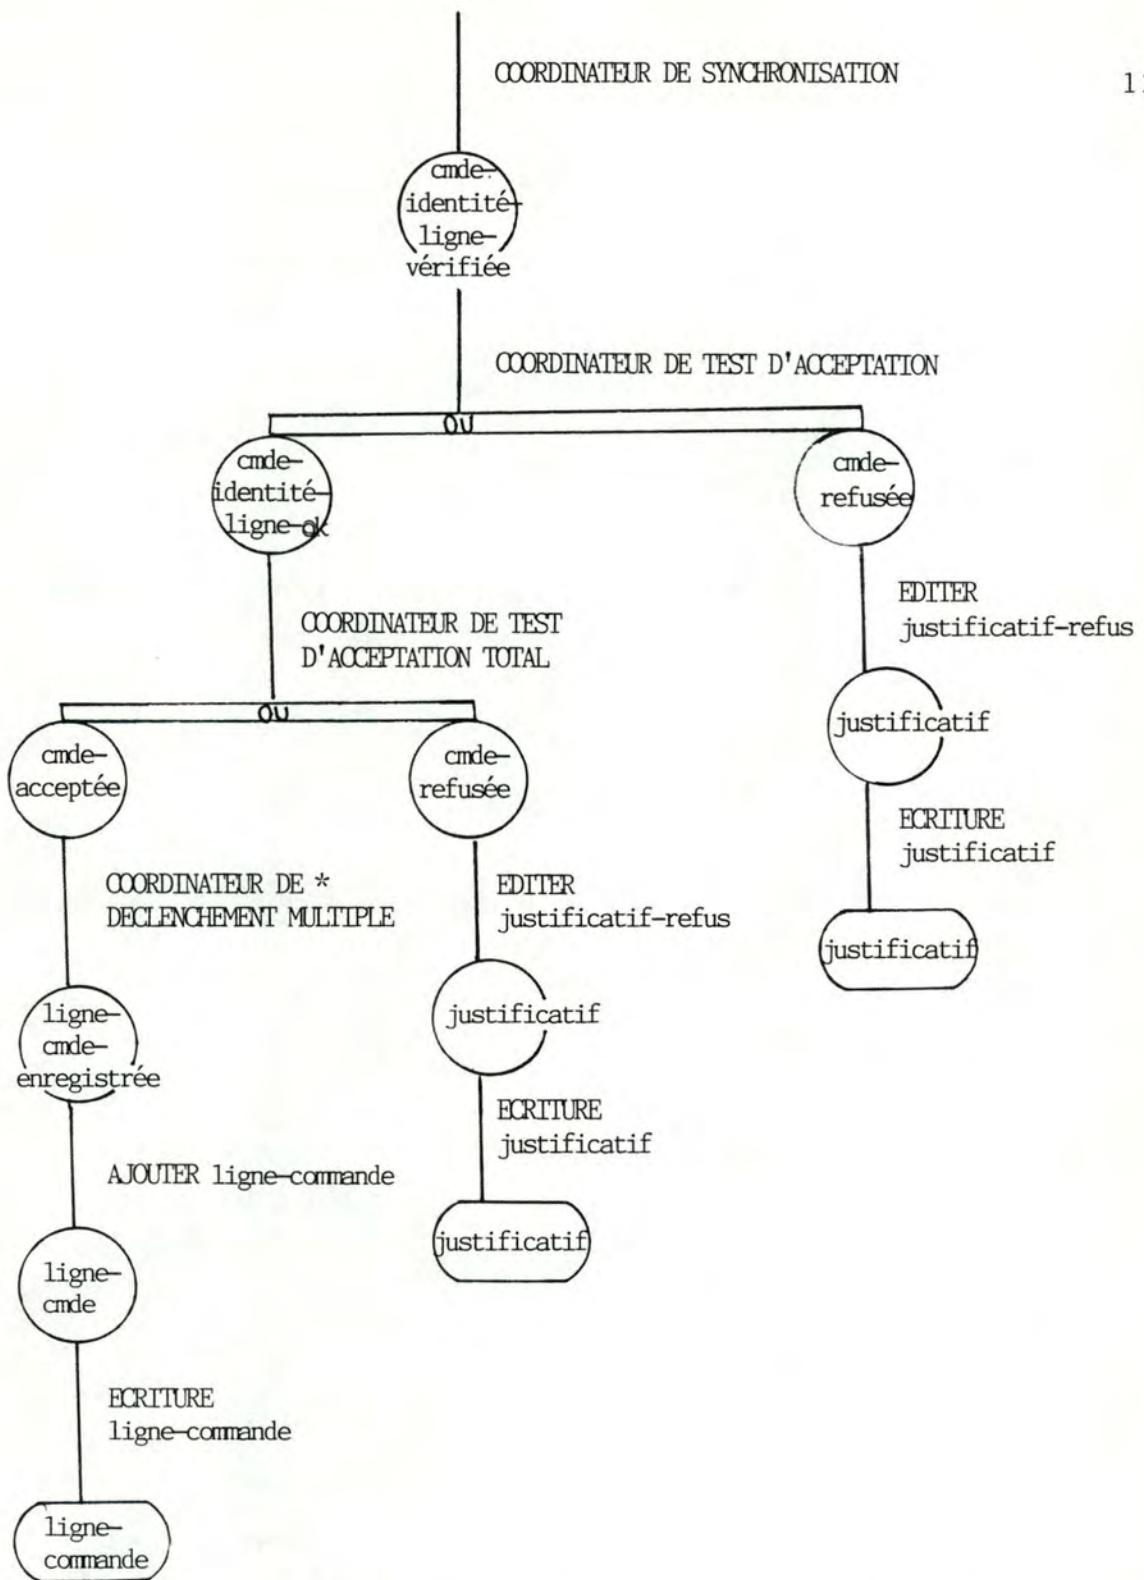 COORDINATEUR DE SYNCHRONISATION
cmde-
identité-
ligne-
vérifiée
COORDINATEUR DE TEST D'ACCEPTATION
OU
cmde-
identité-
ligne-ok
cmde-
refusée
EDITER
justificatif-refus
COORDINATEUR DE TEST
D'ACCEPTATION TOTAL
OU
justificatif
cmde-
acceptée
cmde-
refusée
ECRITURE
justificatif
COORDINATEUR DE *
DECLENCHEMENT MULTIPLE
EDITER
justificatif-refus
justificatif
ligne-
cmde-
enregistrée
justificatif
ECRITURE
justificatif
AJOUTER ligne-commande
justificatif
ligne-
cmde
ECRITURE
ligne-commande
ligne-
commande